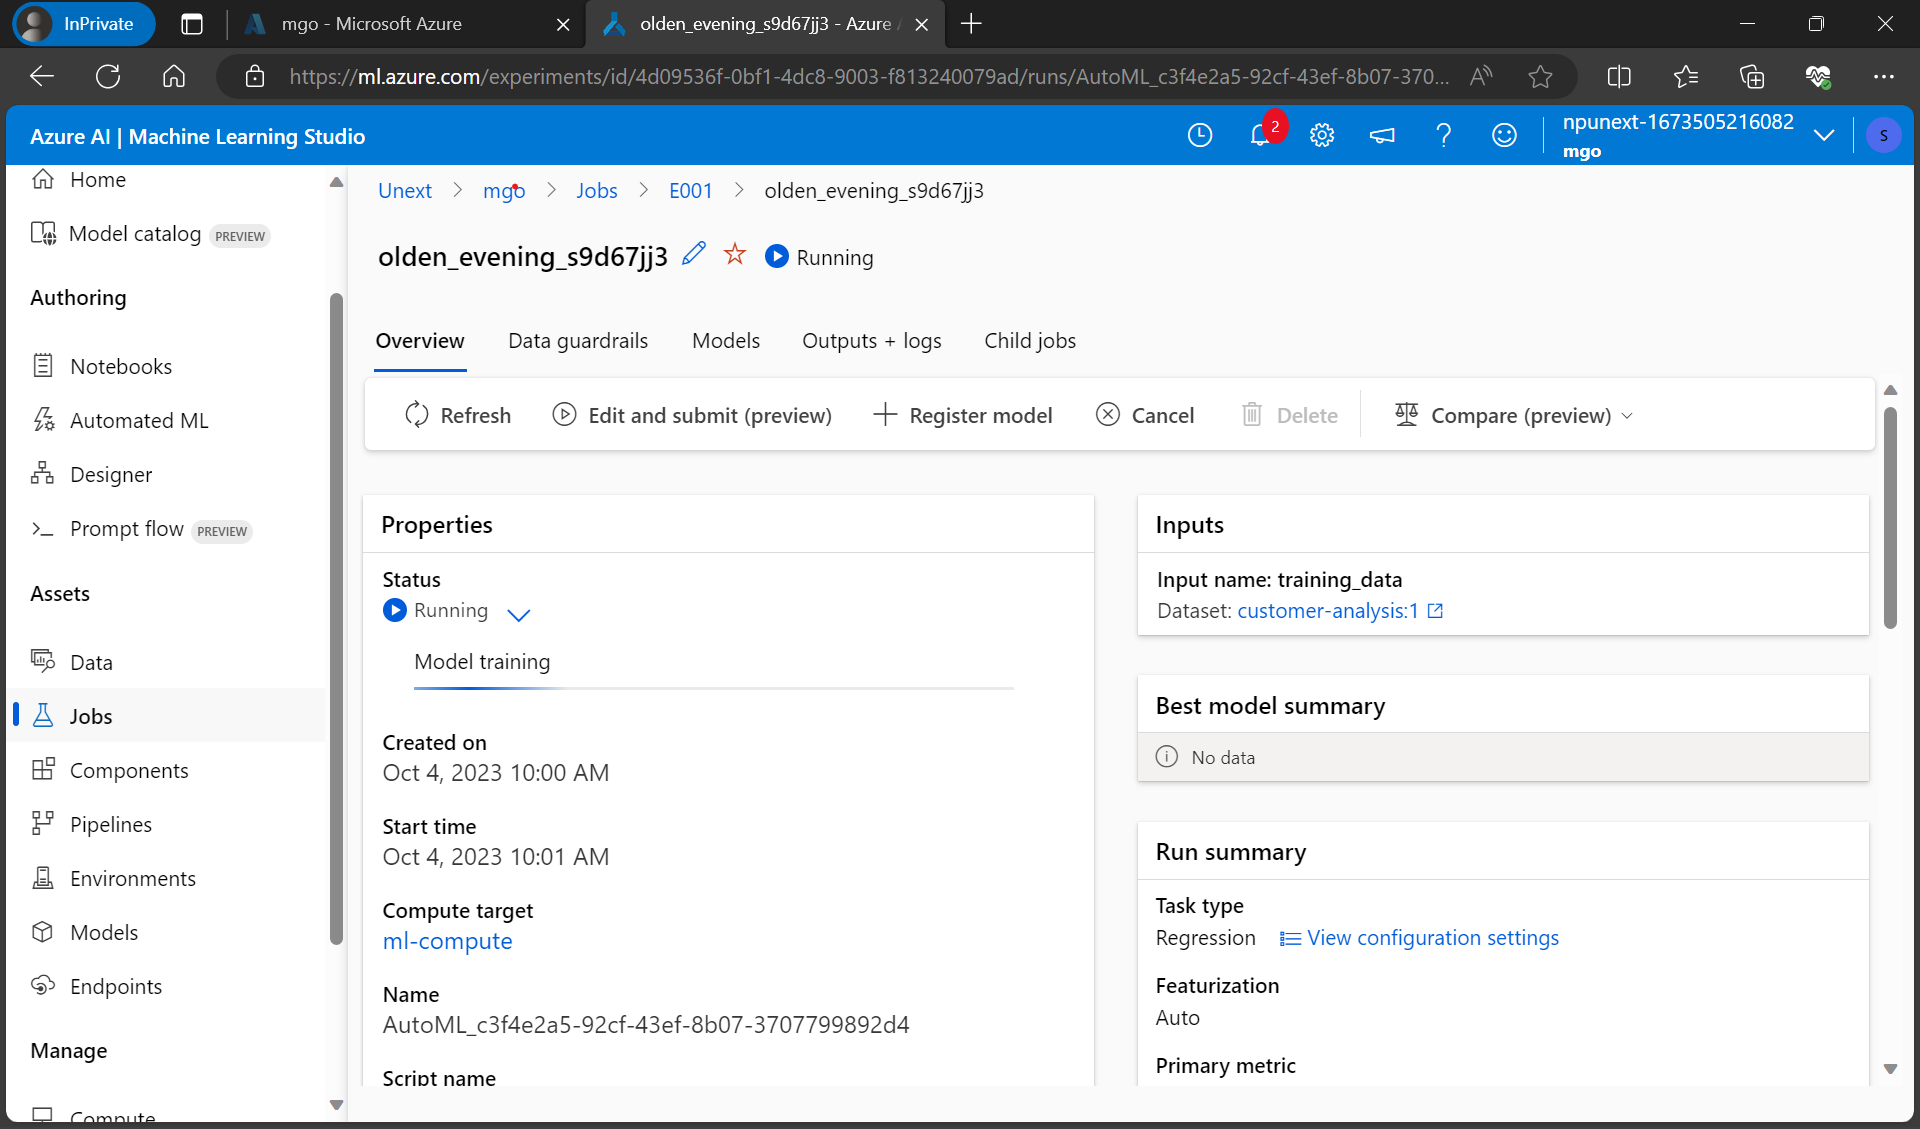 InPrivate
mgo - Microsoft Azure
olden_evening_s9d67jj3 - Azure
https://ml.azure.com/experiments/id/4d09536f-0bf1-4dc8-9003-f813240079ad/runs/AutoML_c3f4e2a5-92cf-43ef-8b07-370...
Azure AI | Machine Learning Studio
2
npunext-1673505216082
mgo
S
Home
Model catalog PREVIEW
Authoring
Notebooks
Automated ML
Designer
Prompt flow PREVIEW
Assets
Data
Jobs
Components
Pipelines
Environments
Models
Endpoints
Manage
Compute
Unext > mgo > Jobs > E001 > olden_evening_s9d67jj3
olden_evening_s9d67jj3 Running
Overview Data guardrails Models Outputs + logs Child jobs
Refresh Edit and submit (preview) Register model Cancel Delete Compare (preview)
Properties
Status
Running
Model training
Created on
Oct 4, 2023 10:00 AM
Start time
Oct 4, 2023 10:01 AM
Compute target
ml-compute
Name
AutoML_c3f4e2a5-92cf-43ef-8b07-3707799892d4
Script name
Inputs
Input name: training_data
Dataset: customer-analysis:1
Best model summary
No data
Run summary
Task type
Regression View configuration settings
Featurization
Auto
Primary metric